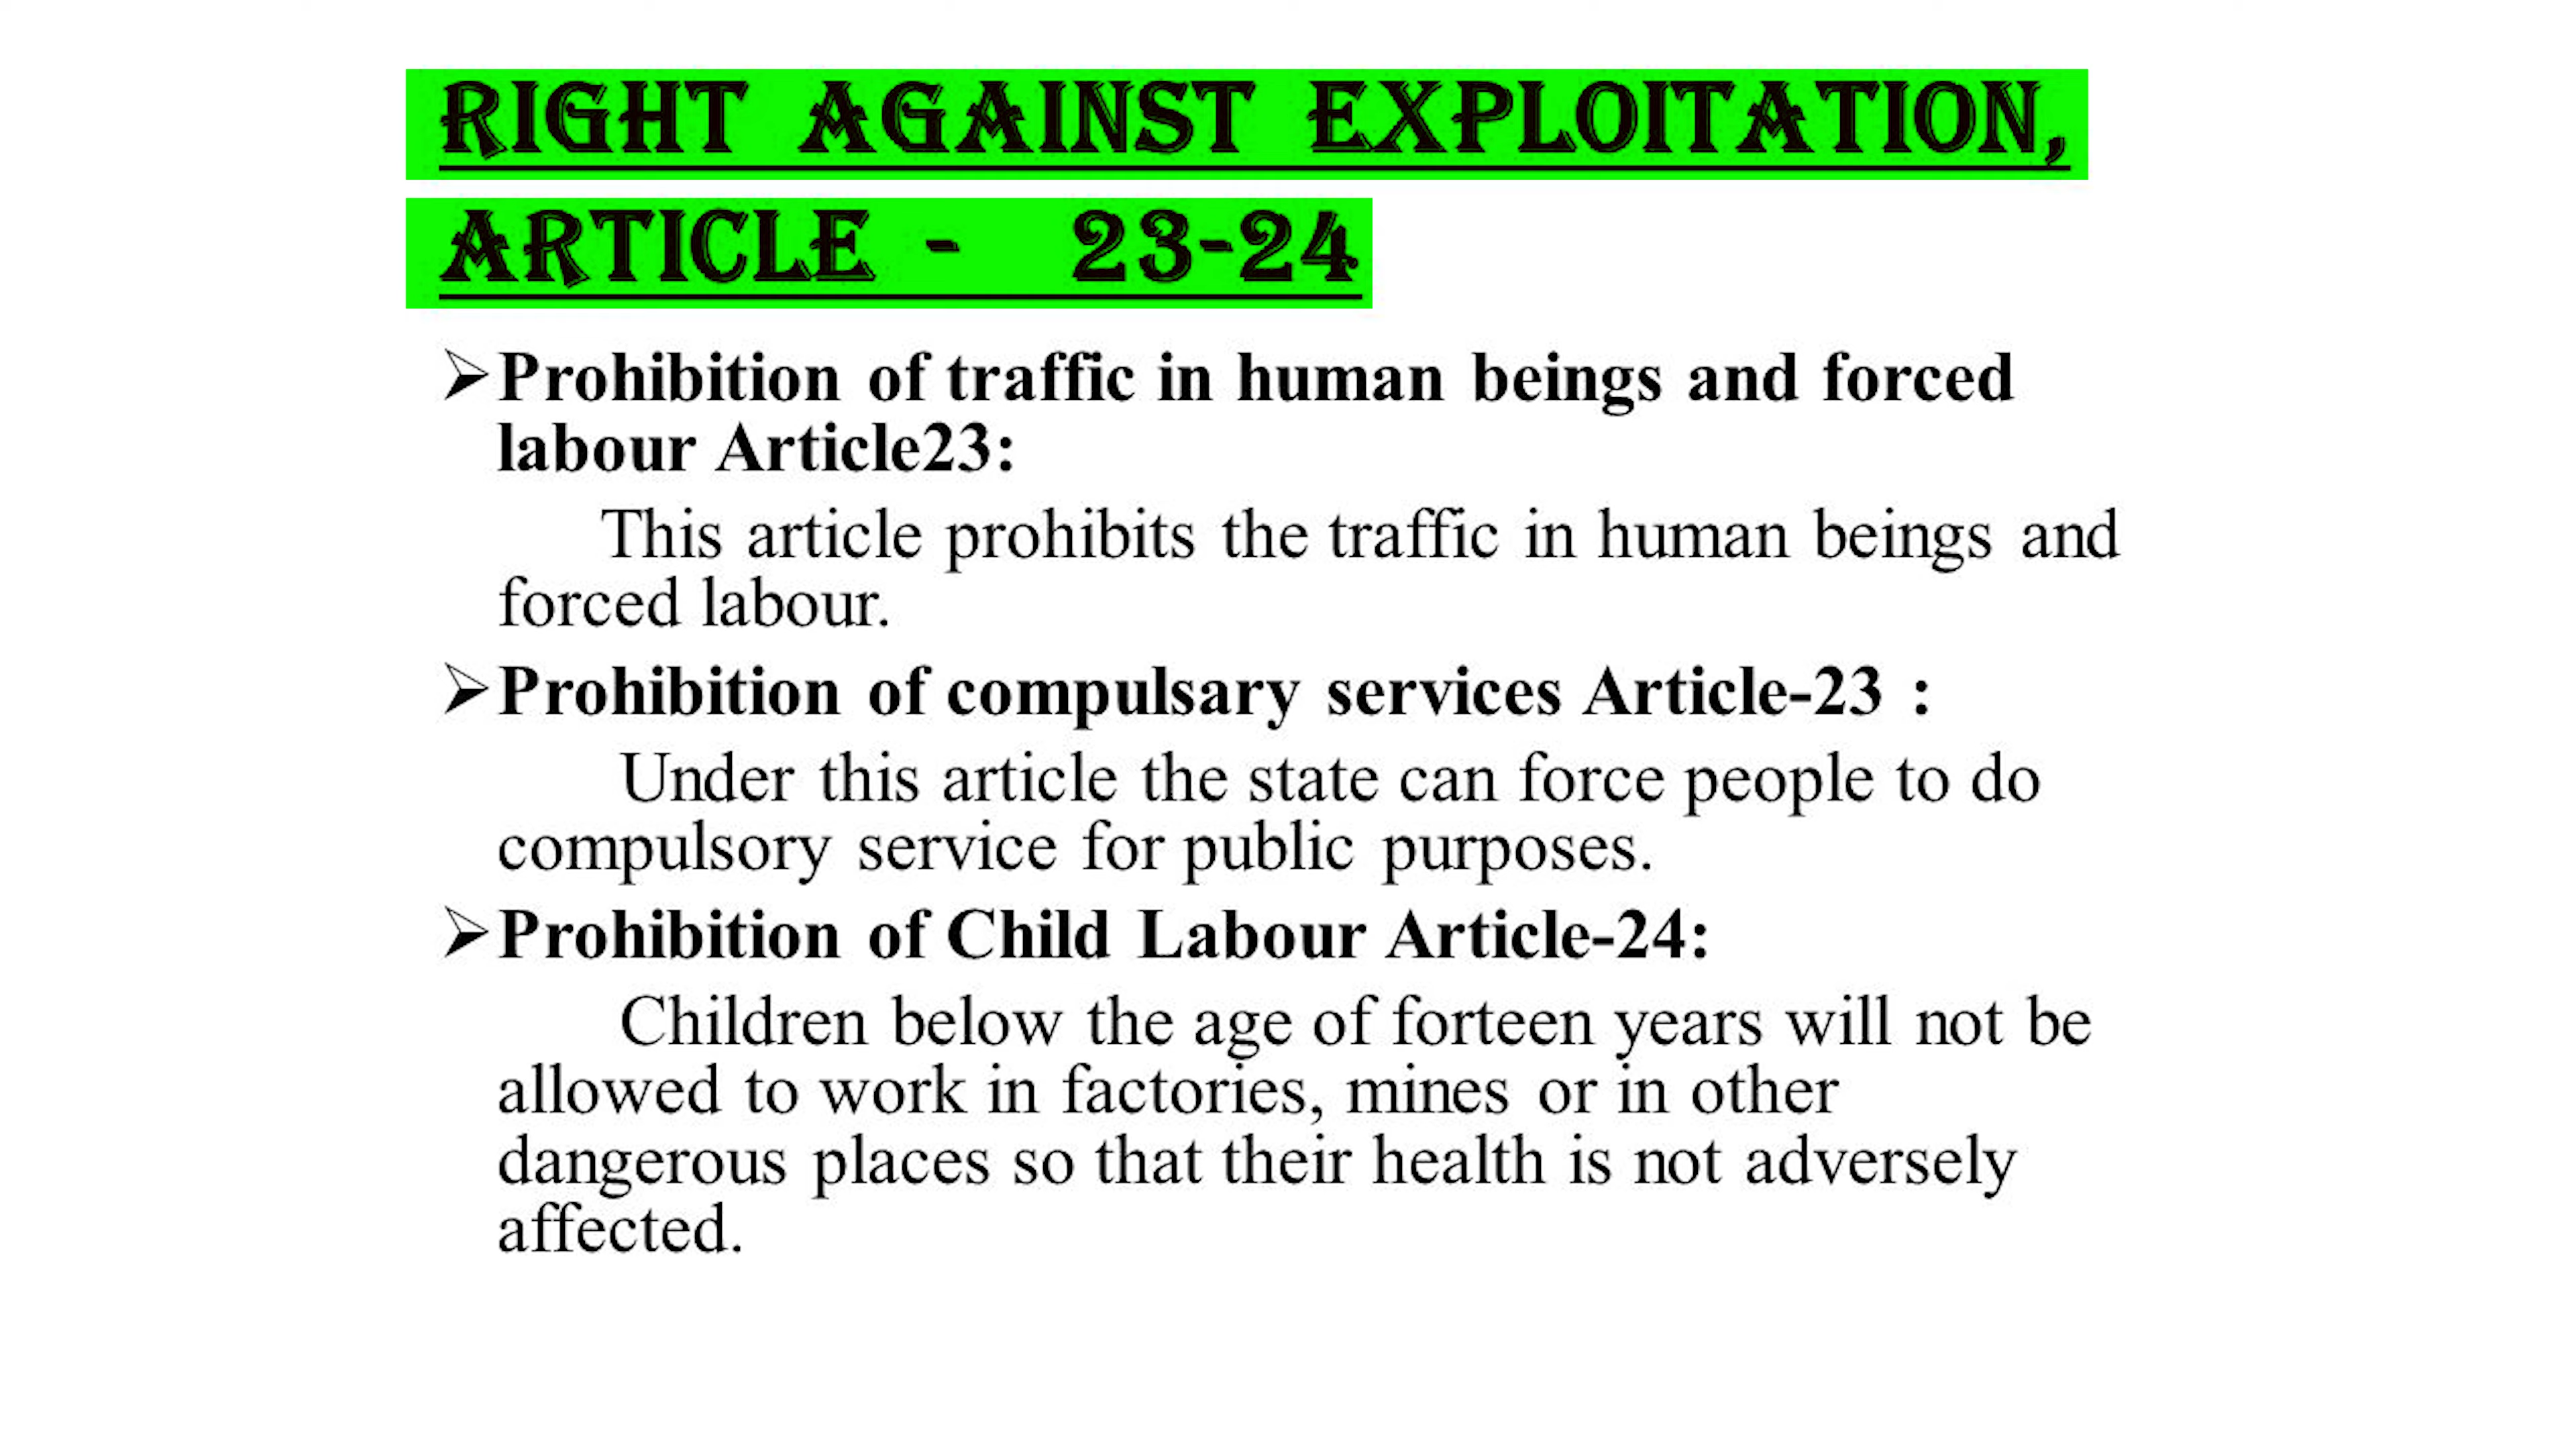 RIGHT AGAINST EXPLOITATION,
ARTICLE - 23-24
➢Prohibition of traffic in human beings and forced
labour Article23:
This article prohibits the traffic in human beings and
forced labour.
➢Prohibition of compulsary services Article-23 :
Under this article the state can force people to do
compulsory service for public purposes.
➢Prohibition of Child Labour Article-24:
Children below the age of forteen years will not be
allowed to work in factories, mines or in other
dangerous places so that their health is not adversely
affected.